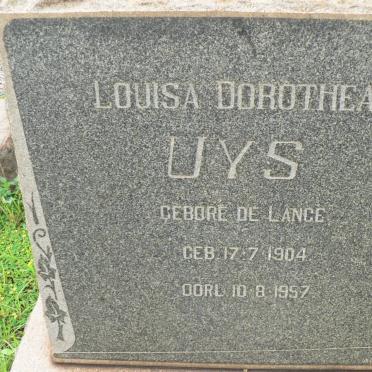 LOUISA DOROTHEA
UYS
GEBORE DE LANGE
GEB. 17·7·1904
OORL. 10·8·1957